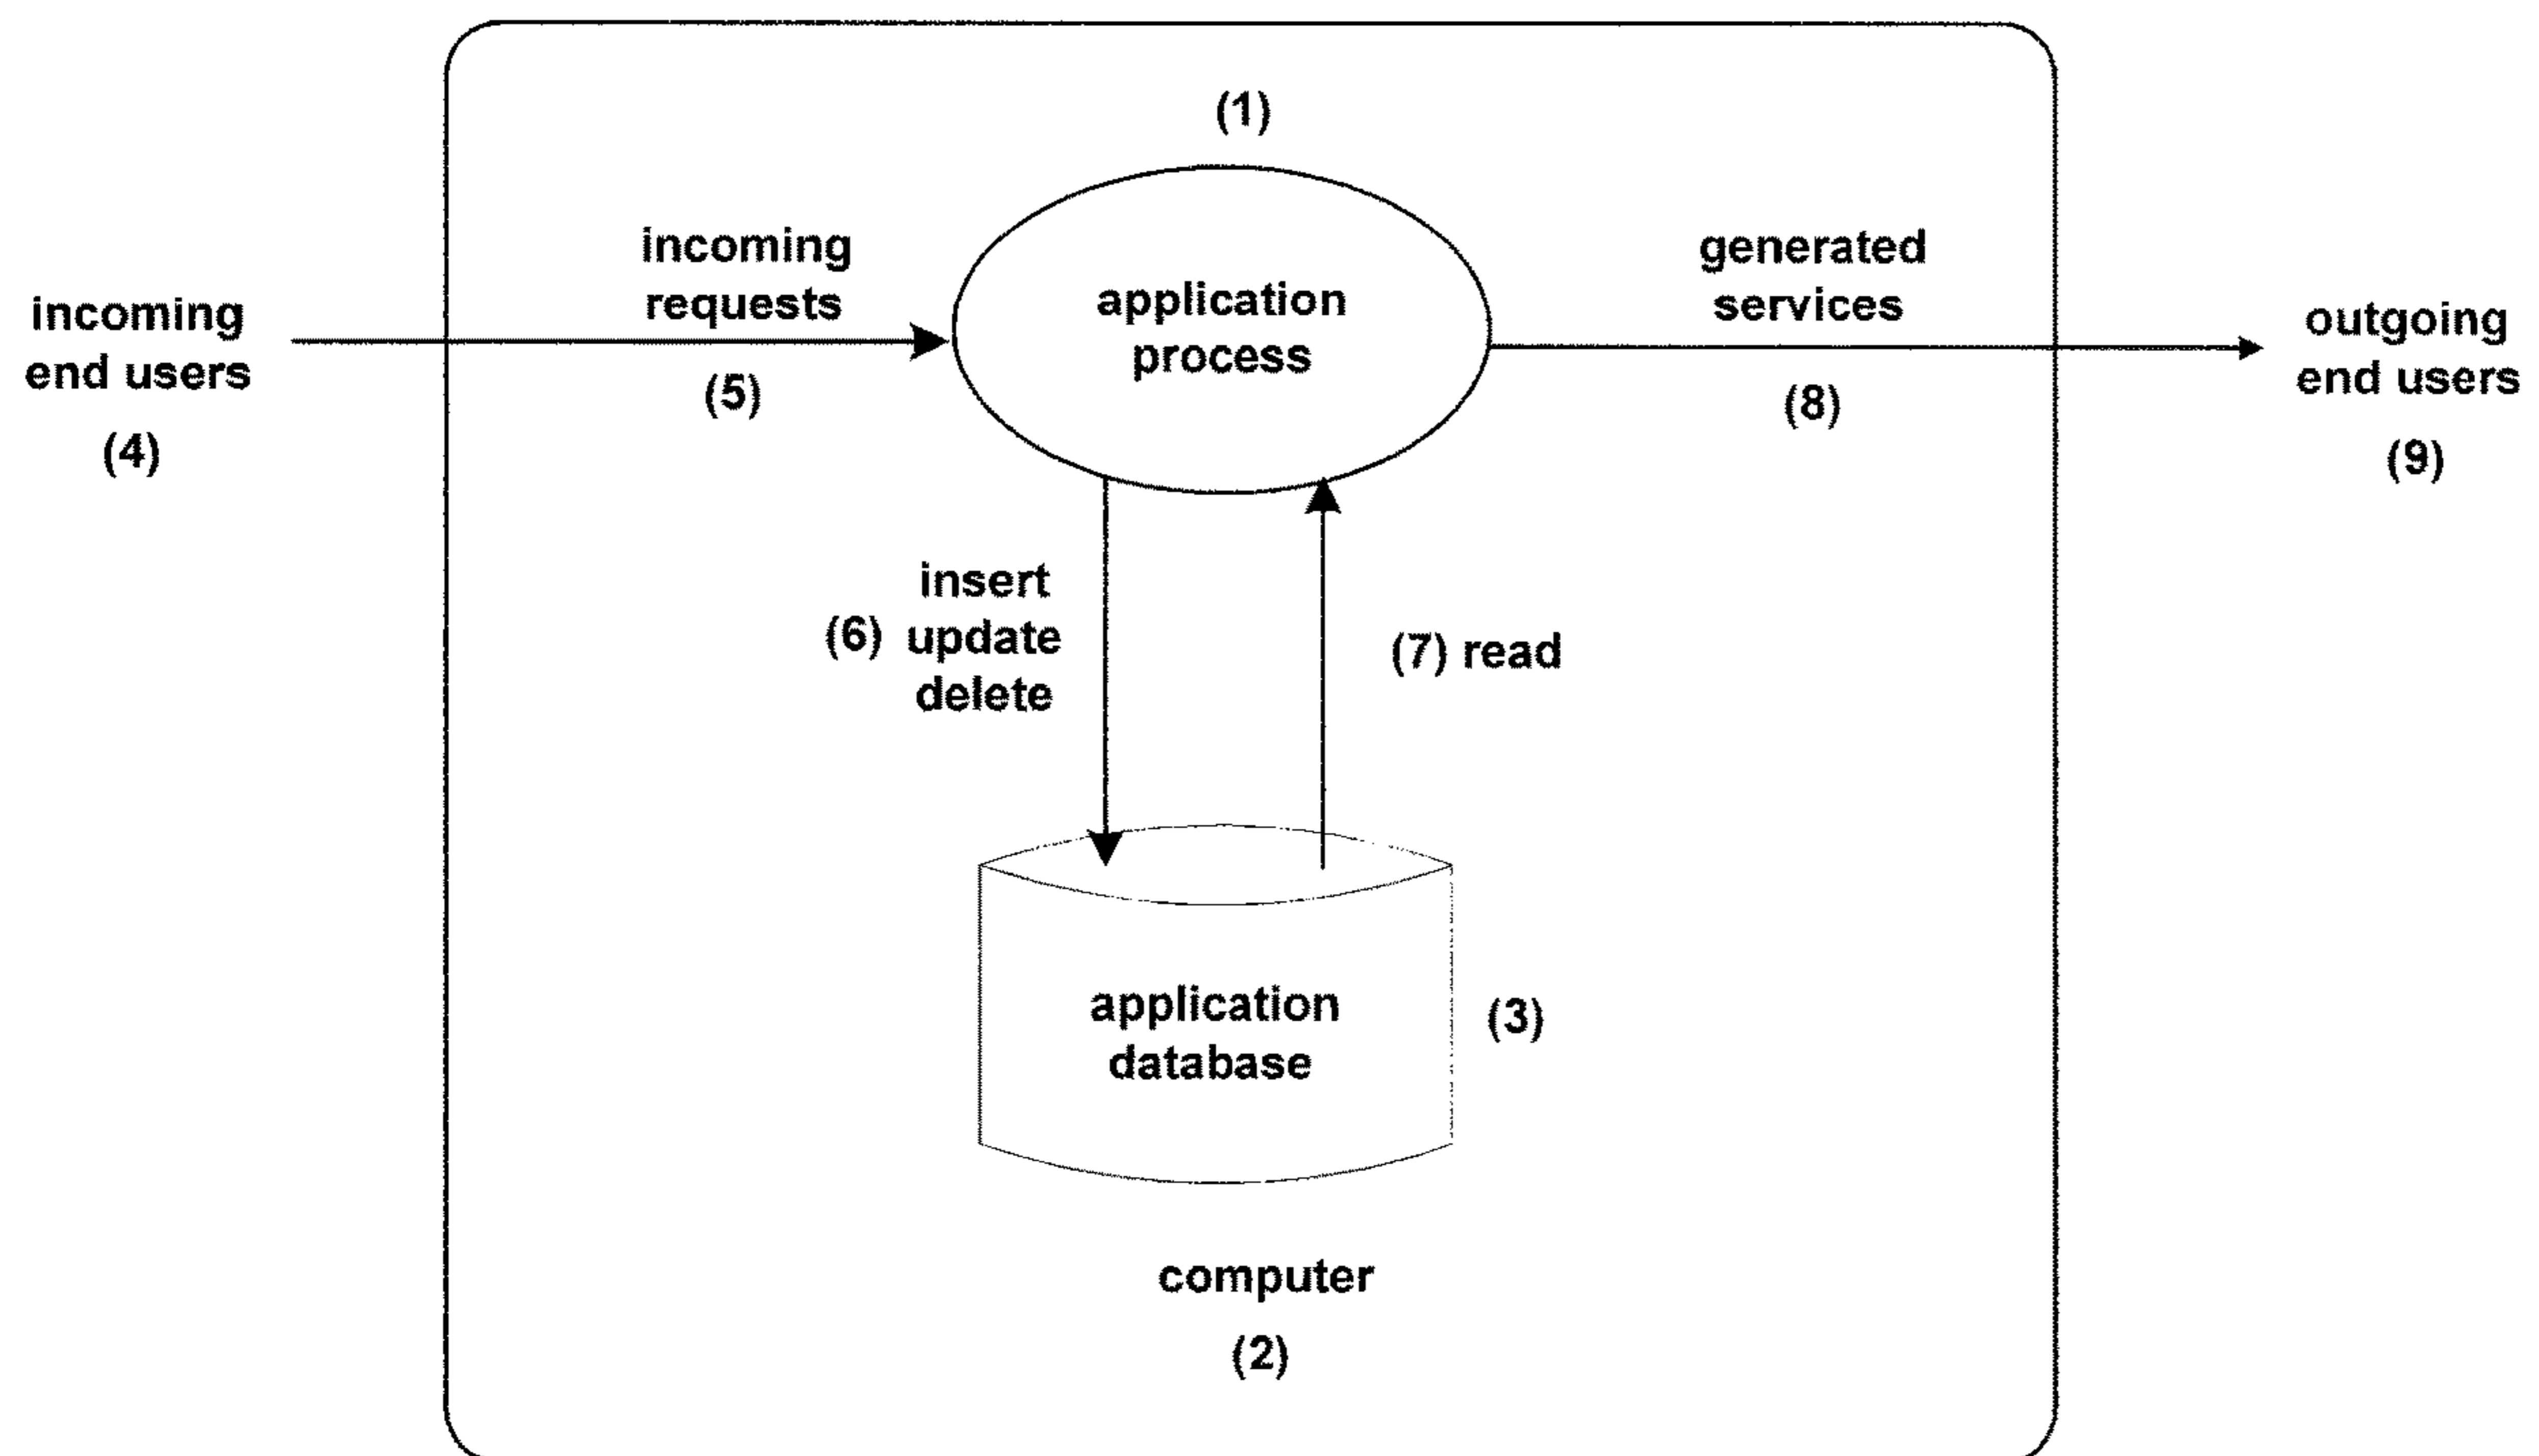 (1)
incoming
requests
(5)
application
process
generated
services
(8)
incoming
end users
(4)
outgoing
end users
(9)
insert
(6) update
delete
(7) read
application
database
(3)
computer
(2)